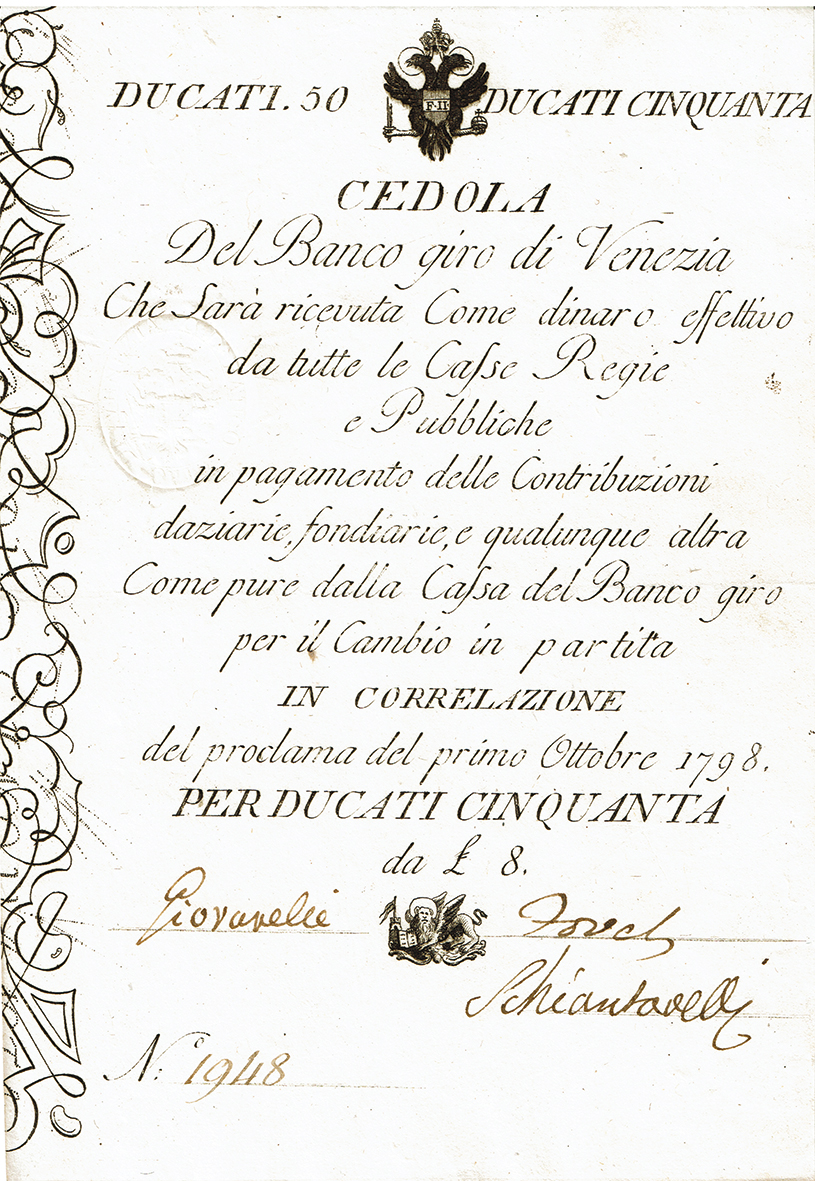 DUCATI. 50
F·II
DUCATI CINQUANTA
CEDOLA
Del Banco giro di Venezia
Che Sarà ricevuta Come dinaro effettivo
da tutte le Caſse Regie
e Pubbliche
in pagamento delle Contribuzioni
daziarie, fondiarie, e qualunque altra
Come pure dalla Caſsa del Banco giro
per il Cambio in partita
IN CORRELAZIONE
del proclama del primo Ottobre 1798.
PER DUCATI CINQUANTA
da £ 8.
Giovanelli
Schiantarelli
N.° 1948